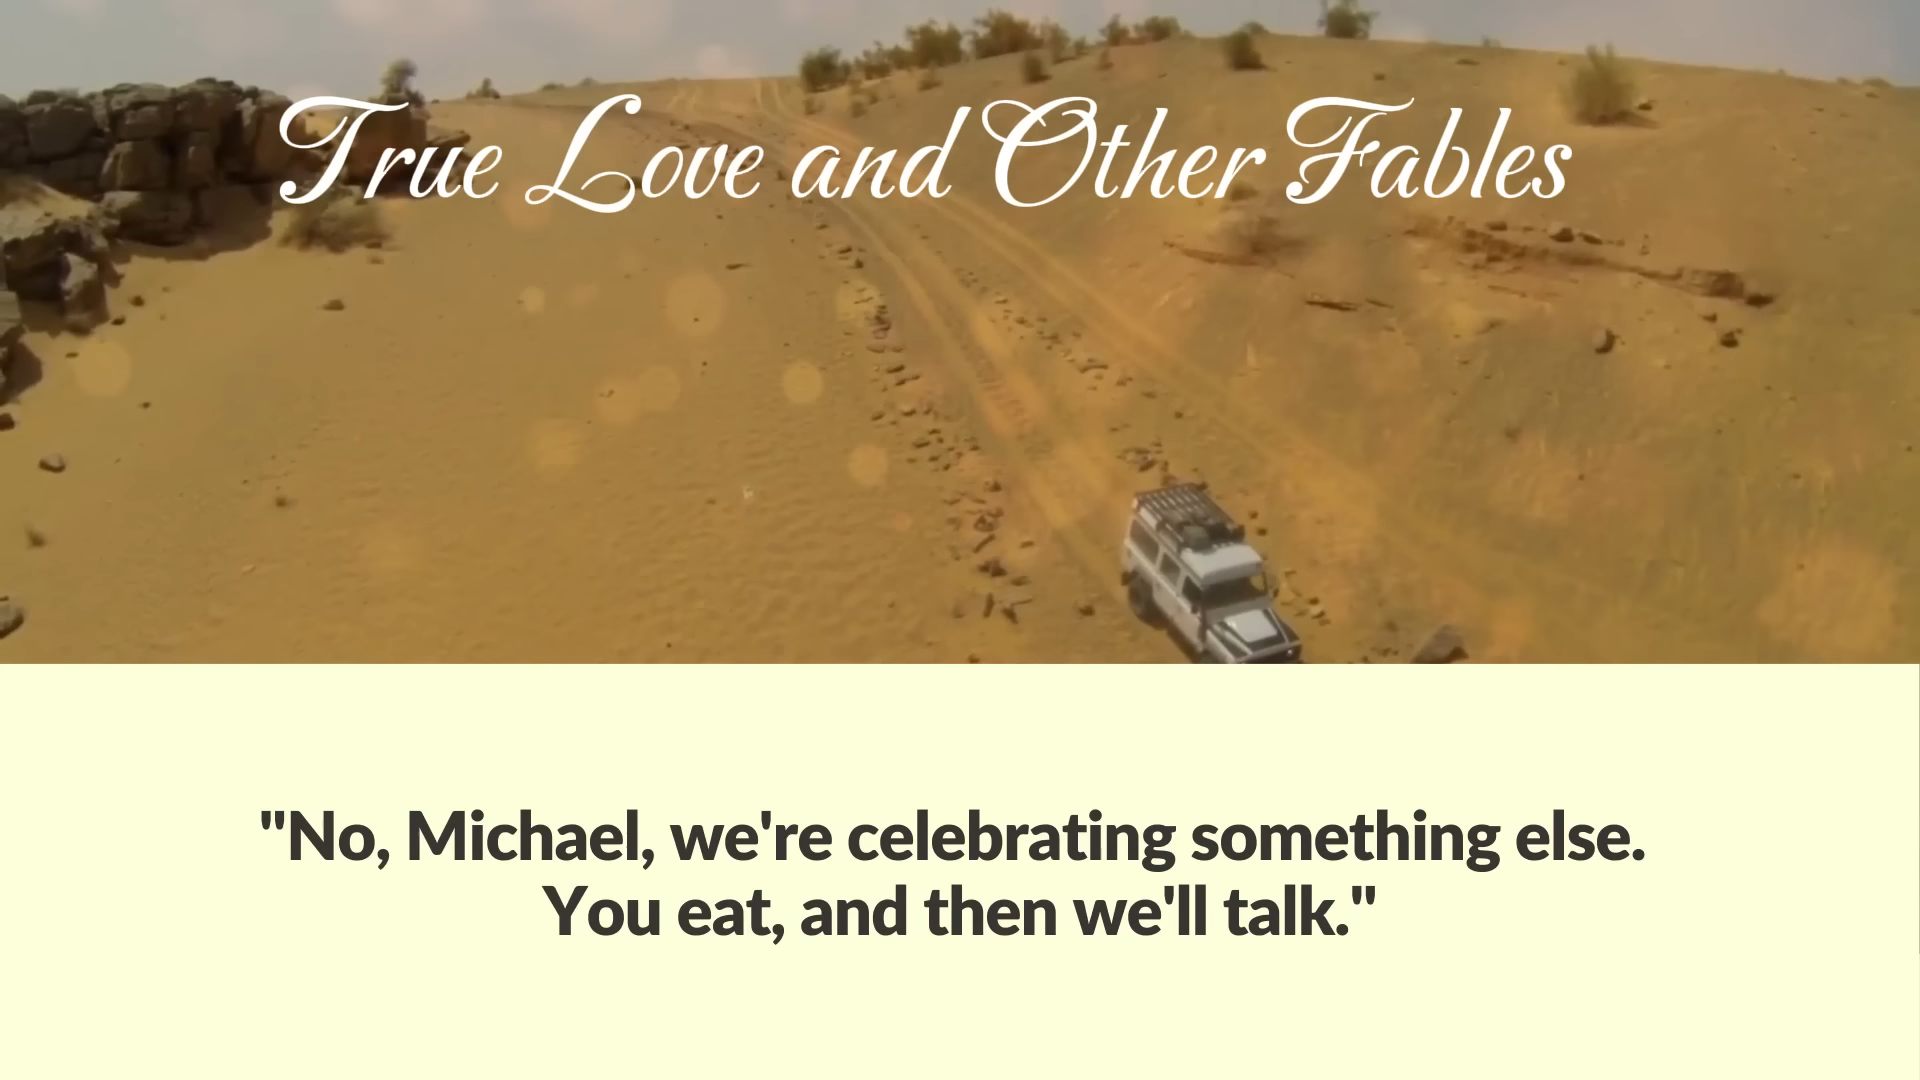 True Love and Other Fables
"No, Michael, we're celebrating something else.
You eat, and then we'll talk."